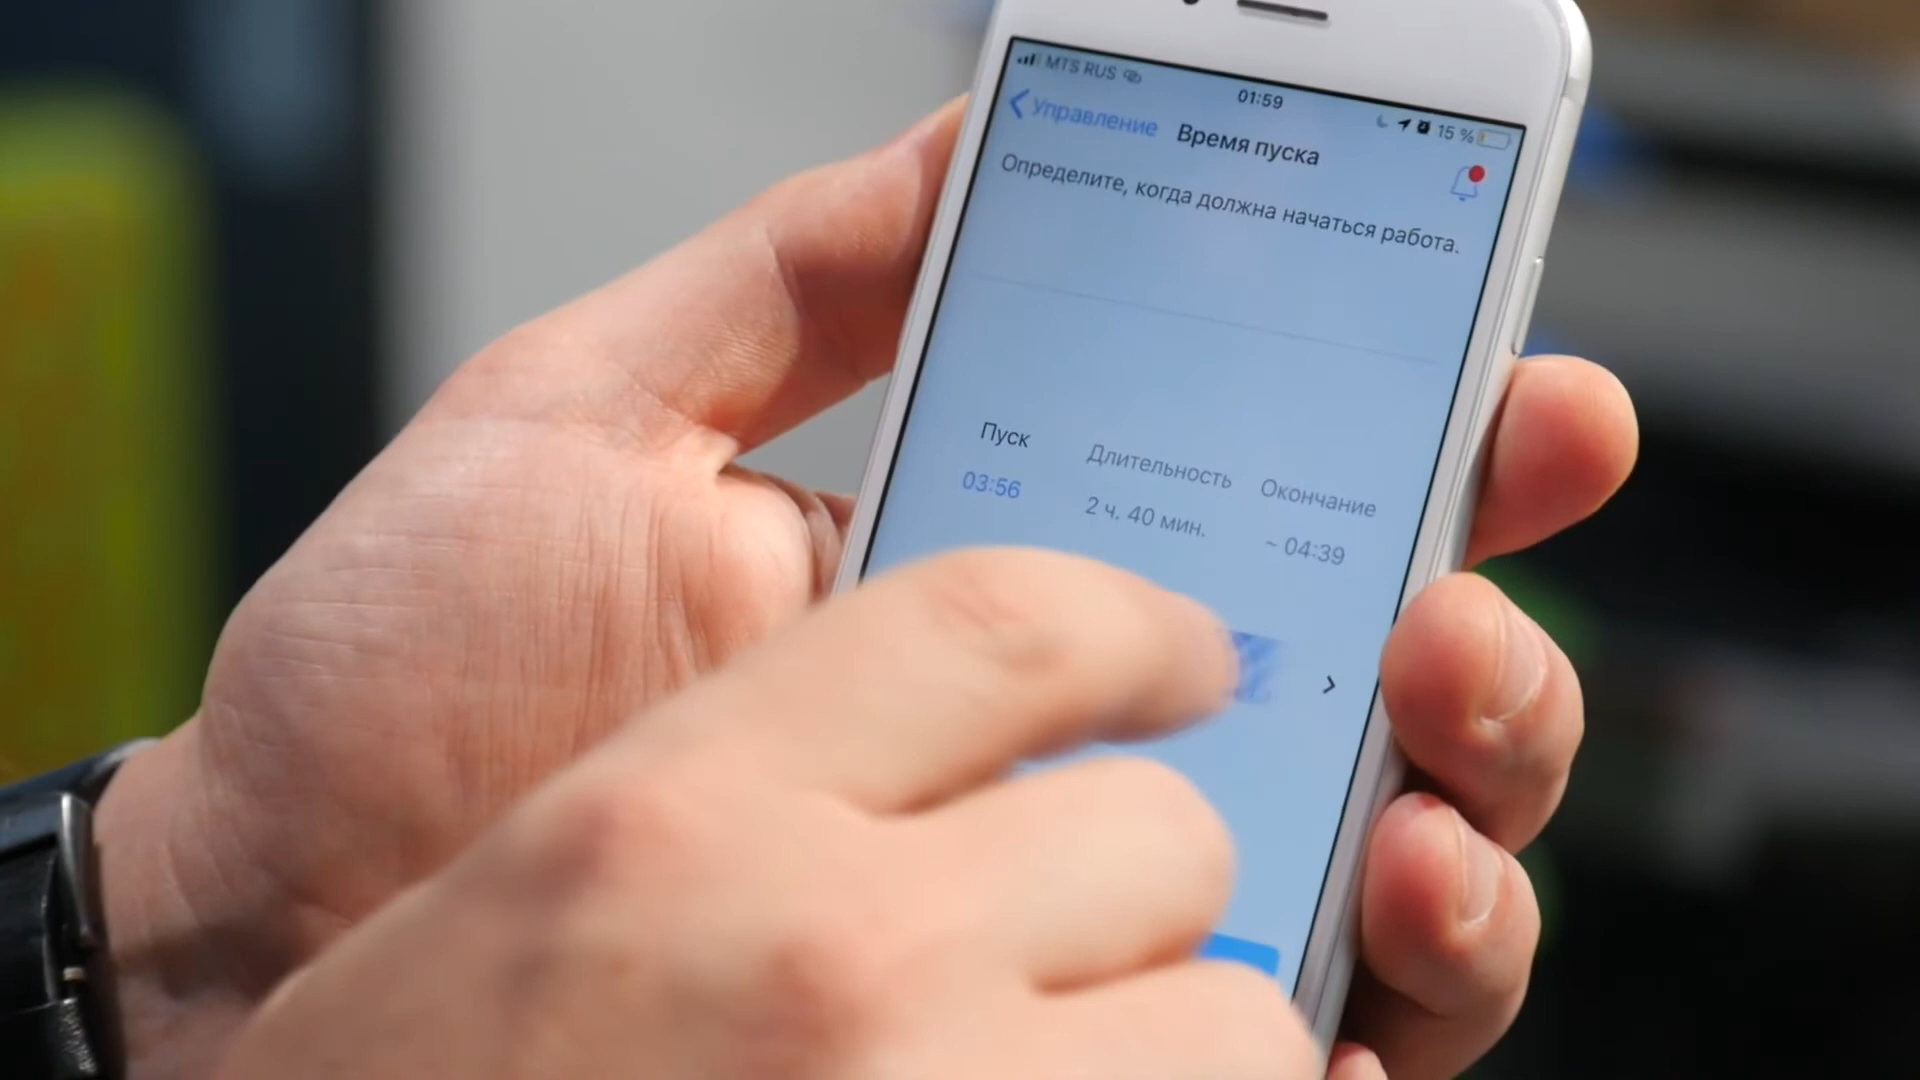 MTS RUS
01:59
15 %
Управление
Время пуска
Определите, когда должна начаться работа.
Пуск Длительность Окончание
03:56 2 ч. 40 мин. ~ 04:39